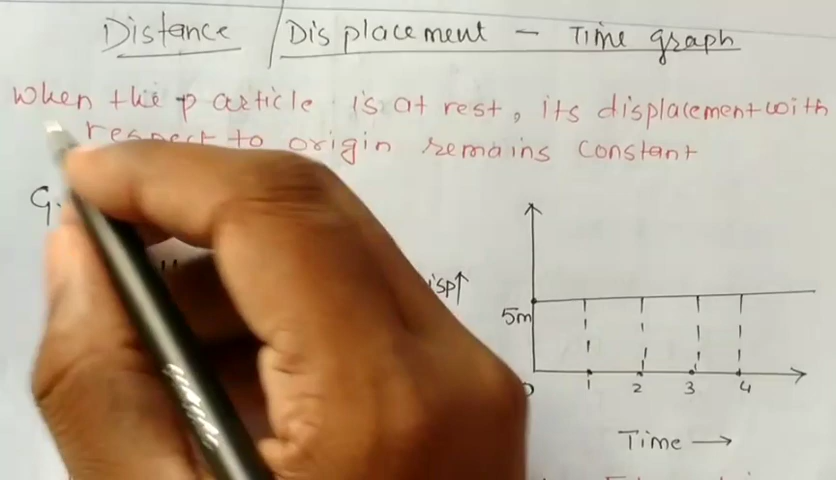 Distance / Displacement - Time graph
When the particle is at rest, its displacement with
respect to origin remains constant
G.
isp↑
5m
0
1 2 3 4
Time →